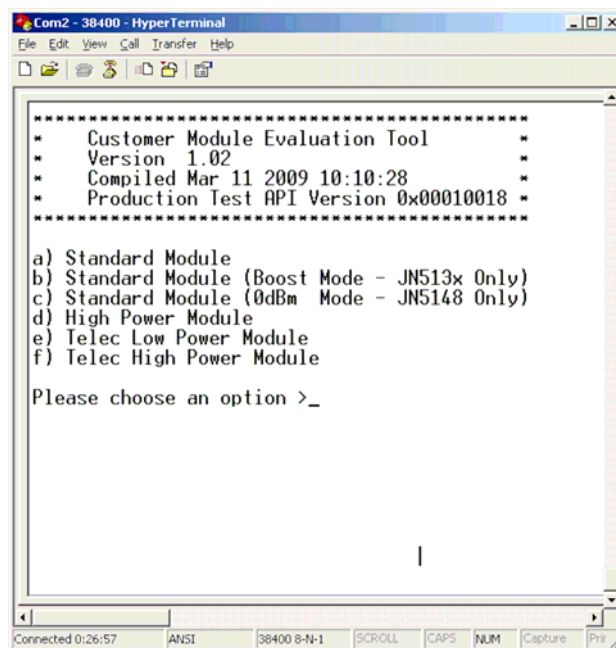 Com2 - 38400 - HyperTerminal
File Edit View Call Transfer Help
**********************************************
* Customer Module Evaluation Tool *
* Version 1.02 *
* Compiled Mar 11 2009 10:10:28 *
* Production Test API Version 0x00010018 *
**********************************************
a) Standard Module
b) Standard Module (Boost Mode - JN513x Only)
c) Standard Module (0dBm Mode - JN5148 Only)
d) High Power Module
e) Telec Low Power Module
f) Telec High Power Module
Please choose an option >_
Connected 0:26:57 ANSI 38400 8-N-1 SCROLL CAPS NUM Capture